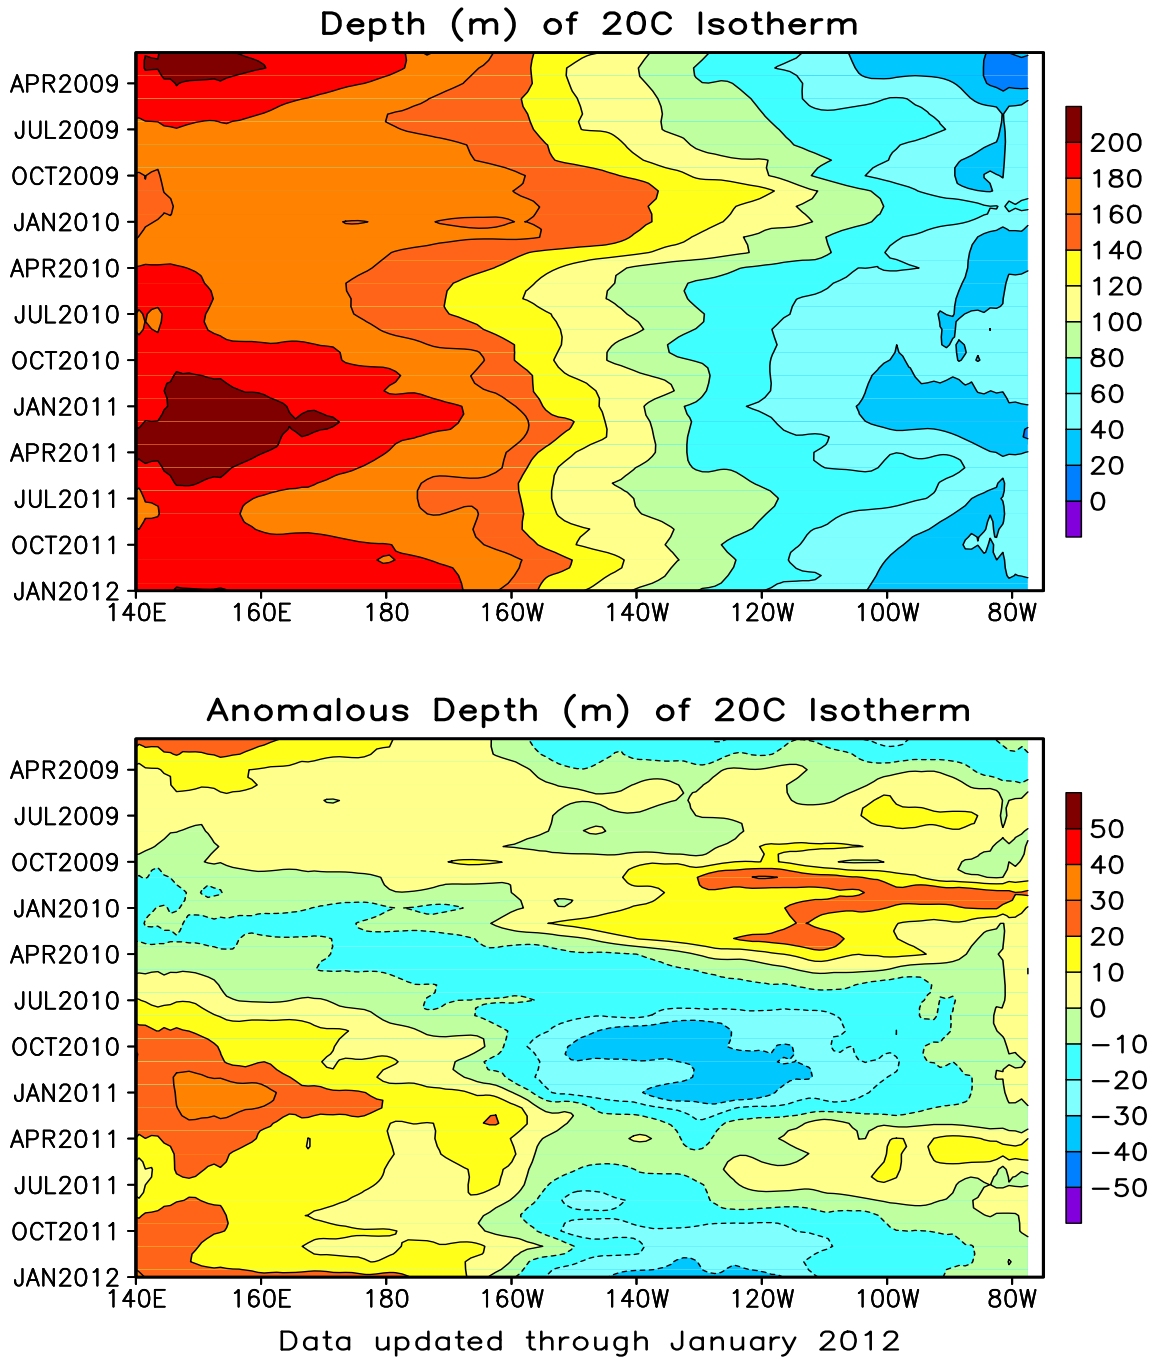 Depth (m) of 20C Isotherm
APR2009
JUL2009
OCT2009
JAN2010
APR2010
JUL2010
OCT2010
JAN2011
APR2011
JUL2011
OCT2011
JAN2012
140E 160E 180 160W 140W 120W 100W 80W
200
180
160
140
120
100
80
60
40
20
0
Anomalous Depth (m) of 20C Isotherm
APR2009
JUL2009
OCT2009
JAN2010
APR2010
JUL2010
OCT2010
JAN2011
APR2011
JUL2011
OCT2011
JAN2012
140E 160E 180 160W 140W 120W 100W 80W
50
40
30
20
10
0
−10
−20
−30
−40
−50
Data updated through January 2012